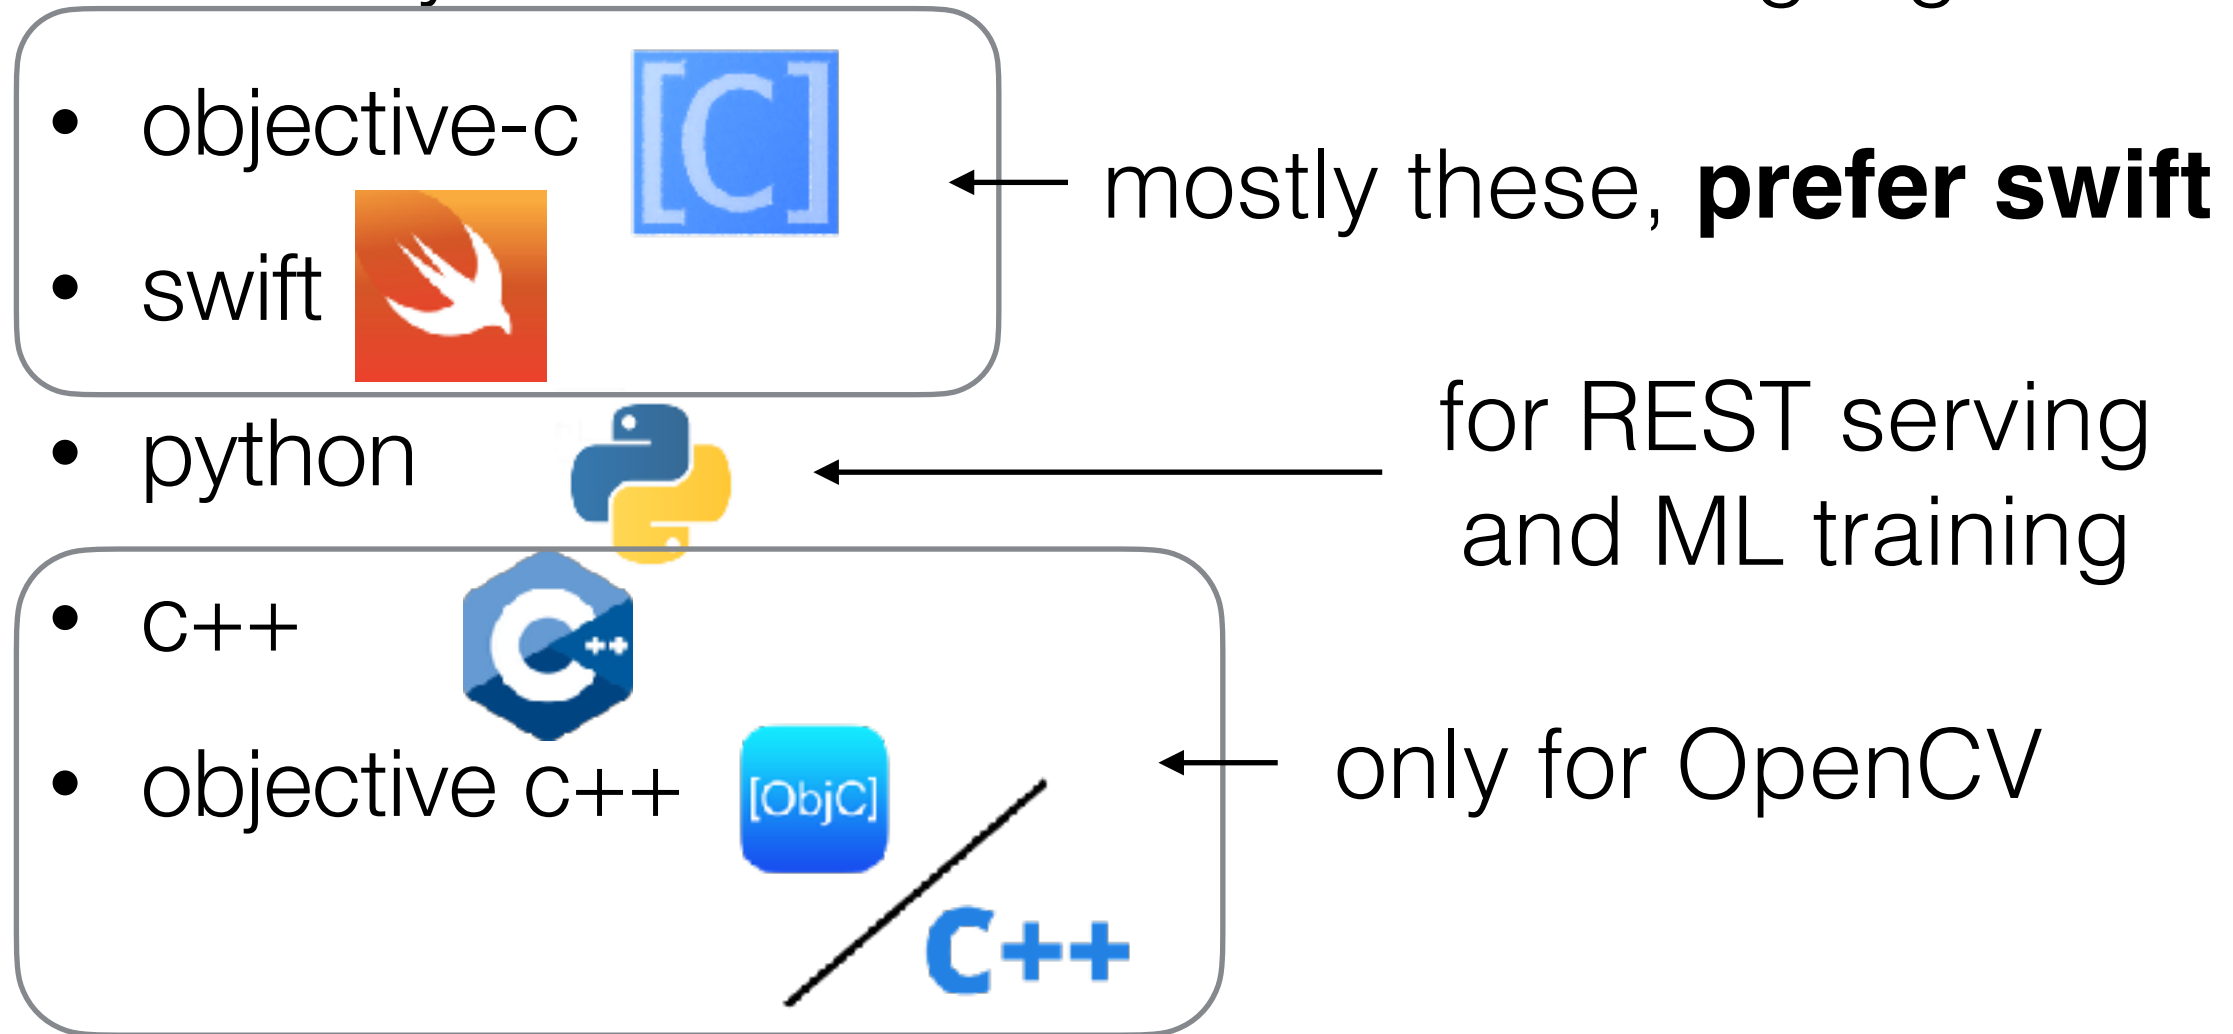 • objective-c [C]
mostly these, prefer swift
• swift
• python
for REST serving
and ML training
• c++ C++
• objective c++ [ObjC]
only for OpenCV
C++